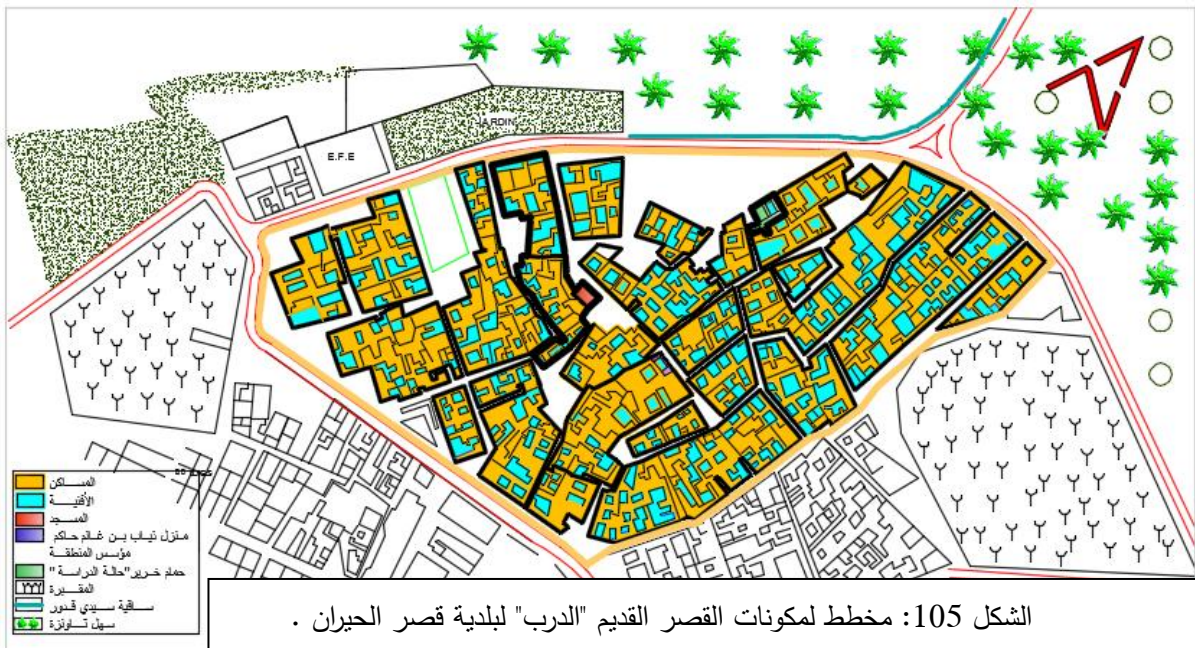 JARDIN
E.F.E
المساكن
الأفنية
المسجد
منزل ذياب بن غانم حاكم
مؤسس المنطقة
حمام خرير"حالة الدراسة"
المقبرة
ساقية سيدي قدور
سهل تاونزة
الشكل 105: مخطط لمكونات القصر القديم "الدرب" لبلدية قصر الحيران .